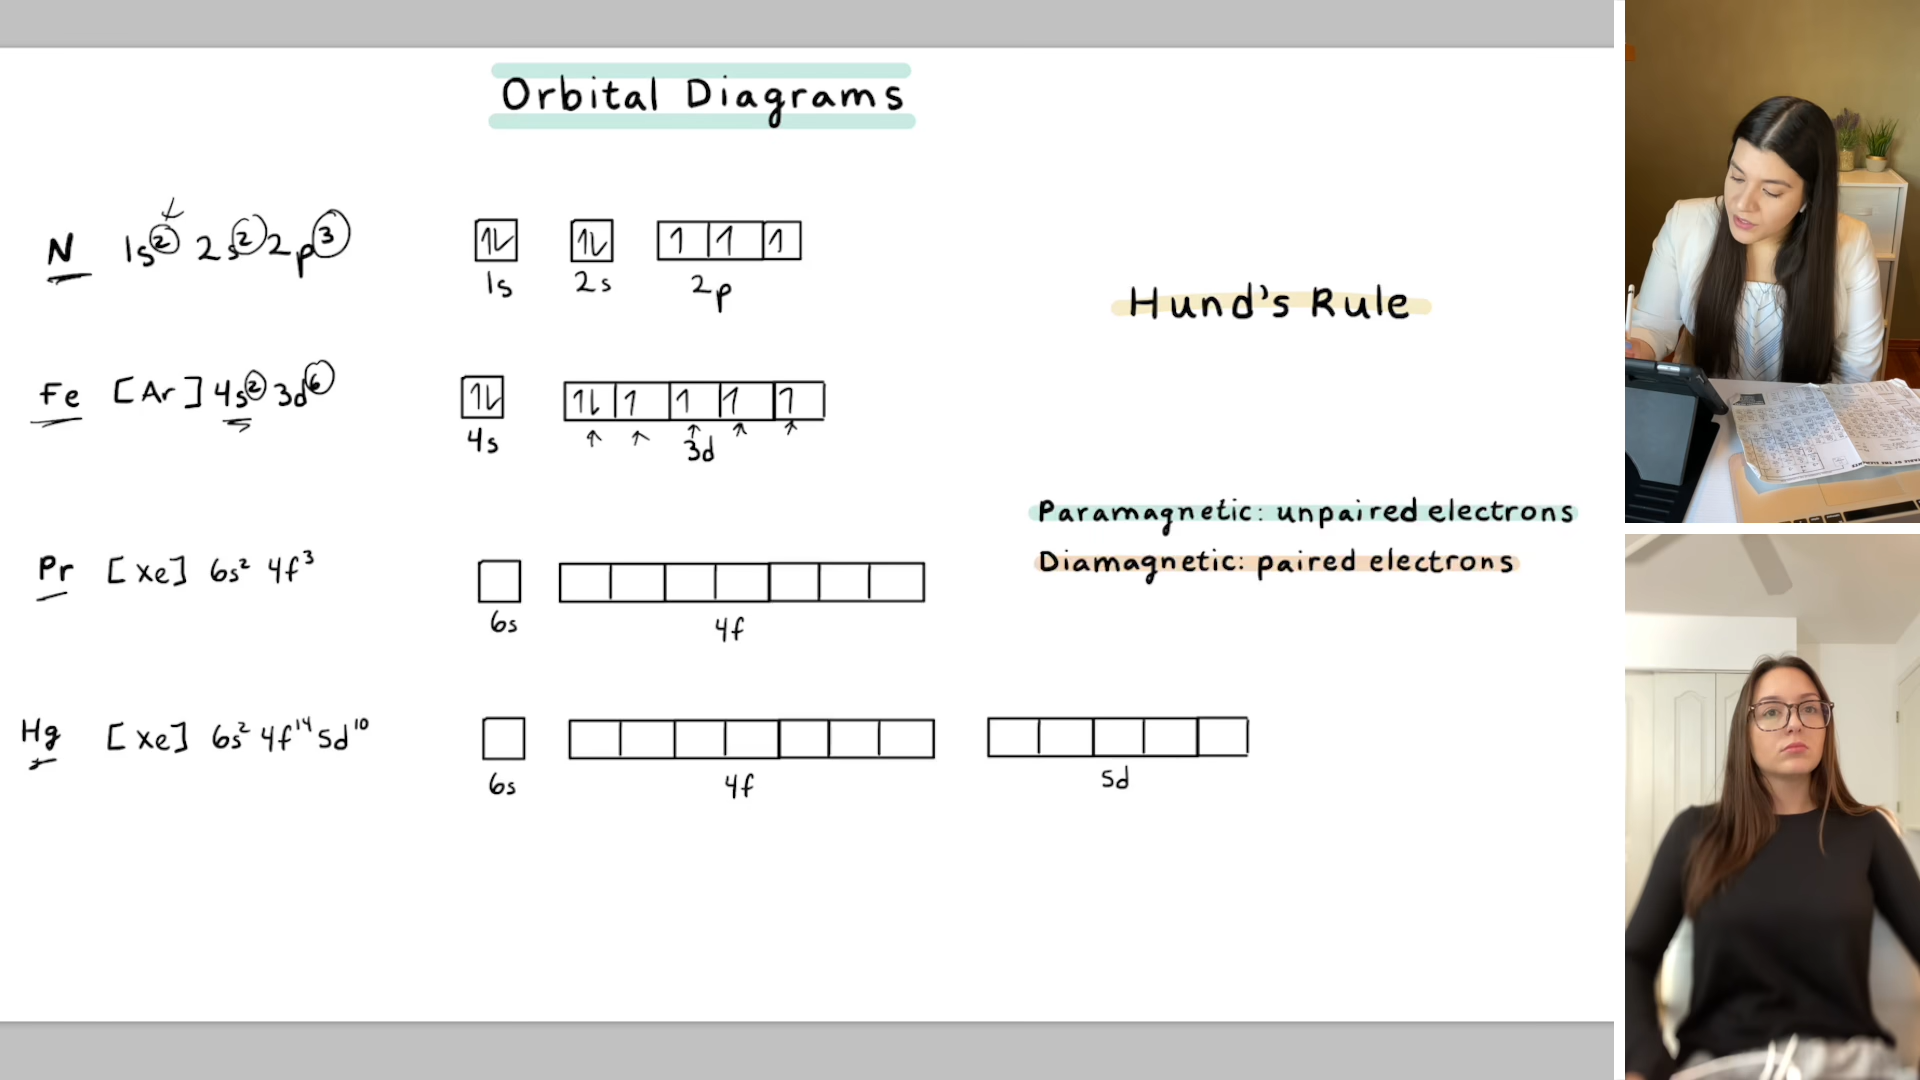 Orbital Diagrams
N 1s² 2s² 2p³
1s 2s 2p
Hund's Rule
Fe [Ar] 4s² 3d⁶
4s 3d
Paramagnetic: unpaired electrons
Diamagnetic: paired electrons
Pr [Xe] 6s² 4f³
6s 4f
Hg [Xe] 6s² 4f¹⁴ 5d¹⁰
6s 4f 5d